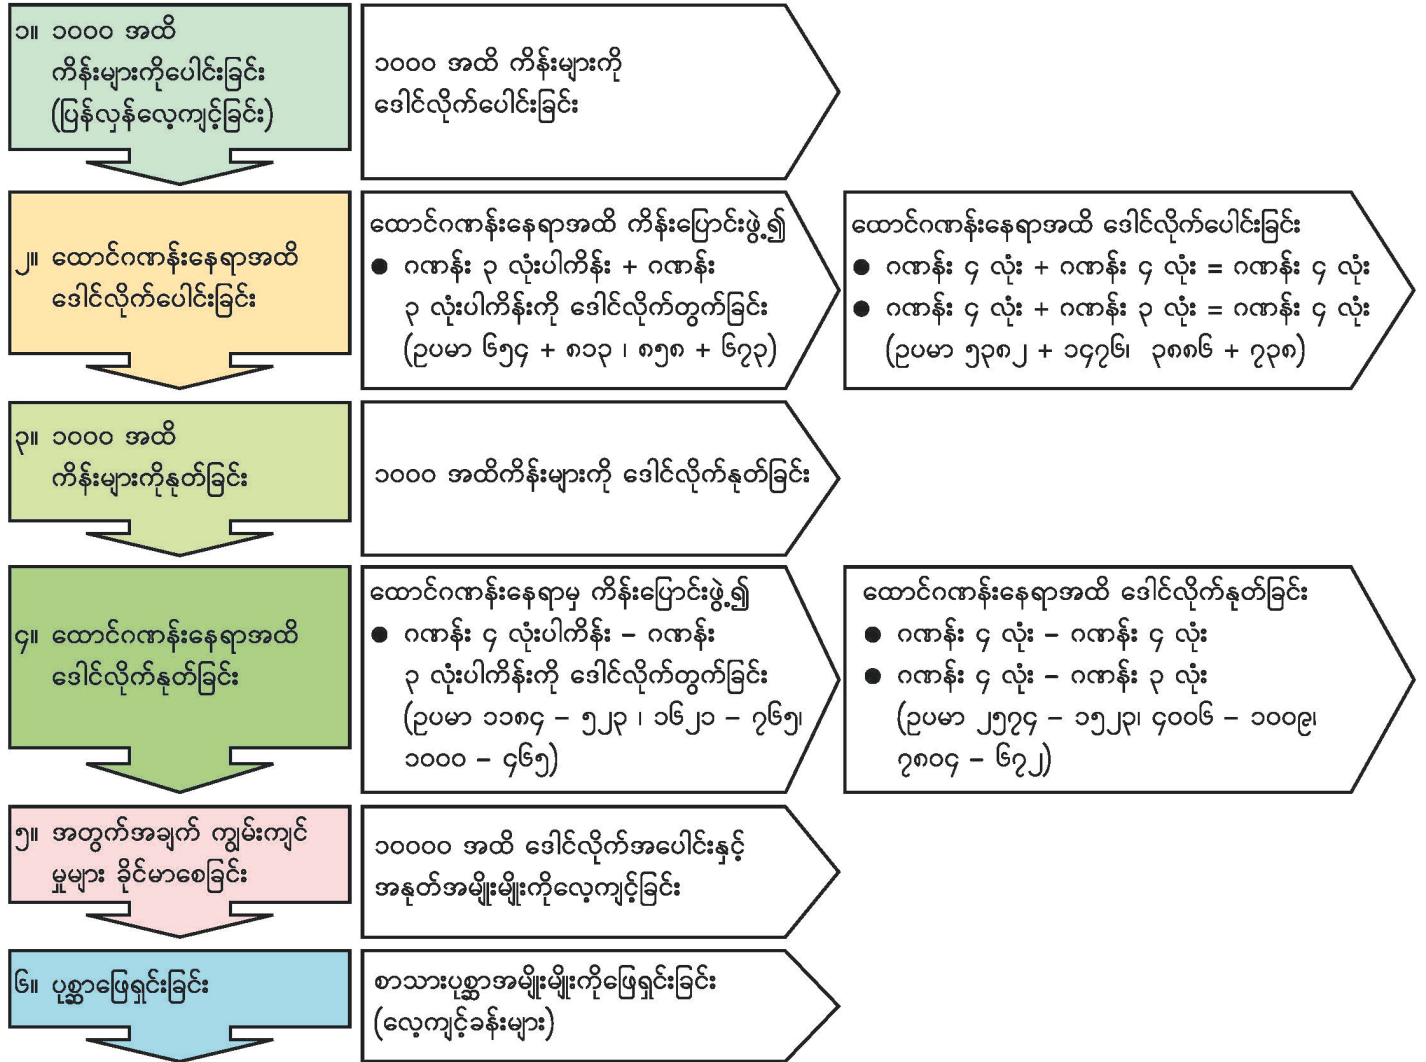 ၁။ ၁၀၀၀ အထိ
ကိန်းများကိုပေါင်းခြင်း
(ပြန်လှန်လေ့ကျင့်ခြင်း)
၁၀၀၀ အထိ ကိန်းများကို
ဒေါင်လိုက်ပေါင်းခြင်း
၂။ ထောင်ဂဏန်းနေရာအထိ
ဒေါင်လိုက်ပေါင်းခြင်း
ထောင်ဂဏန်းနေရာအထိ ကိန်းပြောင်းဖွဲ့၍
● ဂဏန်း ၃ လုံးပါကိန်း + ဂဏန်း
၃ လုံးပါကိန်းကို ဒေါင်လိုက်တွက်ခြင်း
(ဥပမာ ၆၅၄ + ၈၁၃ ၊ ၈၅၈ + ၆၇၃)
ထောင်ဂဏန်းနေရာအထိ ဒေါင်လိုက်ပေါင်းခြင်း
● ဂဏန်း ၄ လုံး + ဂဏန်း ၄ လုံး = ဂဏန်း ၄ လုံး
● ဂဏန်း ၄ လုံး + ဂဏန်း ၃ လုံး = ဂဏန်း ၄ လုံး
(ဥပမာ ၅၃၈၂ + ၁၄၇၆၊ ၃၈၈၆ + ၇၃၈)
၃။ ၁၀၀၀ အထိ
ကိန်းများကိုနုတ်ခြင်း
၁၀၀၀ အထိကိန်းများကို ဒေါင်လိုက်နုတ်ခြင်း
၄။ ထောင်ဂဏန်းနေရာအထိ
ဒေါင်လိုက်နုတ်ခြင်း
ထောင်ဂဏန်းနေရာမှ ကိန်းပြောင်းဖွဲ့၍
● ဂဏန်း ၄ လုံးပါကိန်း – ဂဏန်း
၃ လုံးပါကိန်းကို ဒေါင်လိုက်တွက်ခြင်း
(ဥပမာ ၁၁၈၄ – ၅၂၃ ၊ ၁၆၂၁ – ၇၆၅၊
၁၀၀၀ – ၄၆၅)
ထောင်ဂဏန်းနေရာအထိ ဒေါင်လိုက်နုတ်ခြင်း
● ဂဏန်း ၄ လုံး – ဂဏန်း ၄ လုံး
● ဂဏန်း ၄ လုံး – ဂဏန်း ၃ လုံး
(ဥပမာ ၂၅၇၄ – ၁၅၂၃၊ ၄၀၀၆ – ၁၀၀၉၊
၇၈၀၄ – ၆၇၂)
၅။ အတွက်အချက် ကျွမ်းကျင်
မှုများ ခိုင်မာစေခြင်း
၁၀၀၀၀ အထိ ဒေါင်လိုက်အပေါင်းနှင့်
အနုတ်အမျိုးမျိုးကိုလေ့ကျင့်ခြင်း
၆။ ပုစ္ဆာဖြေရှင်းခြင်း
စာသားပုစ္ဆာအမျိုးမျိုးကိုဖြေရှင်းခြင်း
(လေ့ကျင့်ခန်းများ)